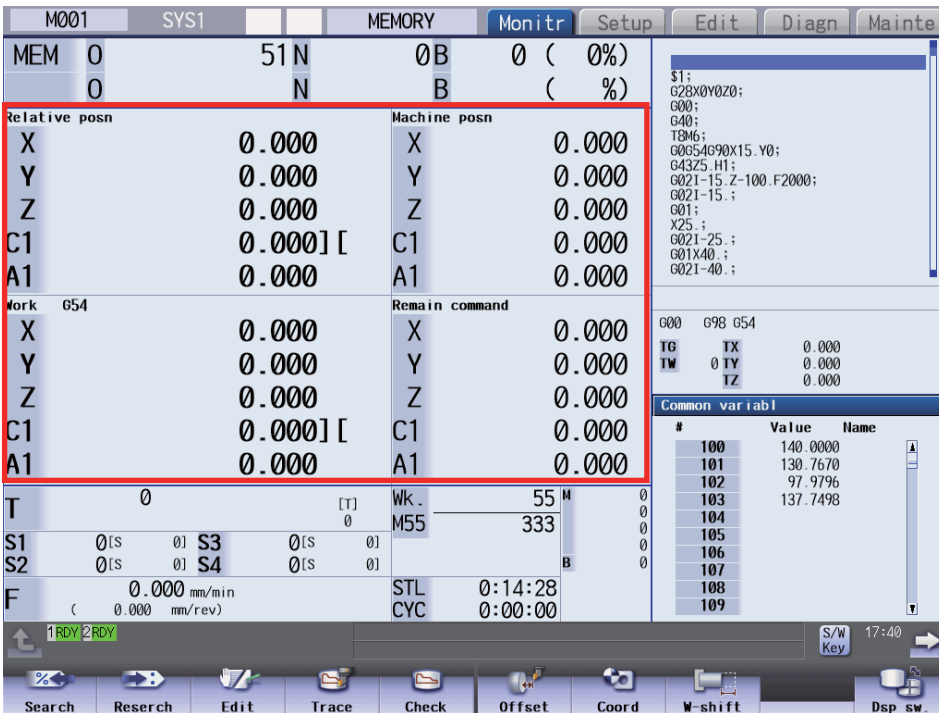 M001 SYS1 MEMORY Monitr Setup Edit Diagn Mainte
MEM O 51 N 0 B 0 ( 0%)
O N B ( %)
Relative posn
X 0.000
Y 0.000
Z 0.000
C1 0.000][
A1 0.000
Machine posn
X 0.000
Y 0.000
Z 0.000
C1 0.000
A1 0.000
Work G54
X 0.000
Y 0.000
Z 0.000
C1 0.000][
A1 0.000
Remain command
X 0.000
Y 0.000
Z 0.000
C1 0.000
A1 0.000
T 0 [T]
0
S1 0[S 0] S3 0[S 0]
S2 0[S 0] S4 0[S 0]
F 0.000 mm/min
( 0.000 mm/rev)
Wk. 55
M55 333
M 0
0
0
0
B 0
STL 0:14:28
CYC 0:00:00
$1;
G28X0Y0Z0;
G00;
G40;
T8M6;
G0G54G90X15.Y0;
G43Z5.H1;
G02I-15.Z-100.F2000;
G02I-15.;
G01;
X25.;
G02I-25.;
G01X40.;
G02I-40.;
G00 G98 G54
TG TX 0.000
TW 0 TY 0.000
TZ 0.000
Common variabl
# Value Name
100 140.0000
101 130.7670
102 97.9796
103 137.7498
104
105
106
107
108
109
1RDY 2RDY S/W Key 17:40
Search Reserch Edit Trace Check Offset Coord W-shift Dsp sw.